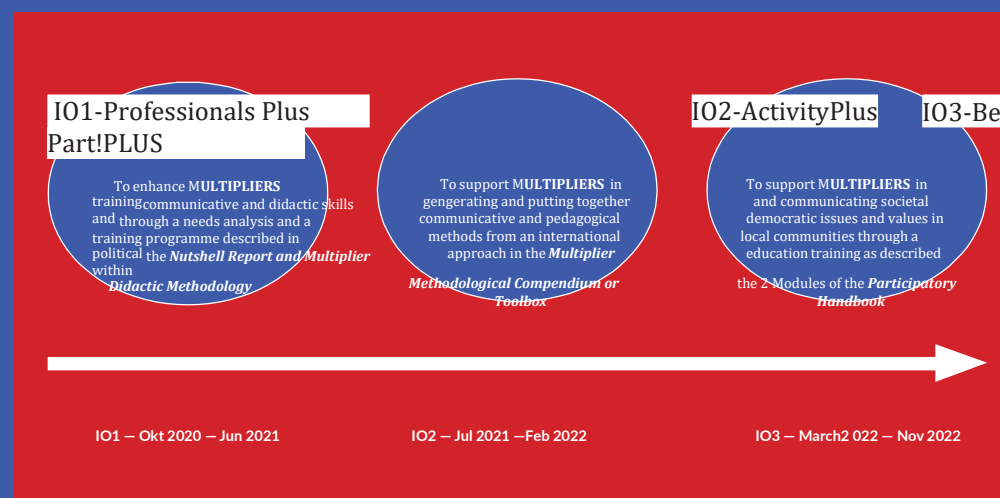 IO1-Professionals Plus
Part!PLUS
To enhance MULTIPLIERS
training communicative and didactic skills
and through a needs analysis and a
training programme described in
political the Nutshell Report and Multiplier
within
Didactic Methodology
To support MULTIPLIERS in
gengerating and putting together
communicative and pedagogical
methods from an international
approach in the Multiplier
Methodological Compendium or
Toolbox
IO2-ActivityPlus
IO3-Be
To support MULTIPLIERS in
and communicating societal
democratic issues and values in
local communities through a
education training as described
the 2 Modules of the Participatory
Handbook
IO1 — Okt 2020 — Jun 2021
IO2 — Jul 2021 —Feb 2022
IO3 — March2 022 — Nov 2022